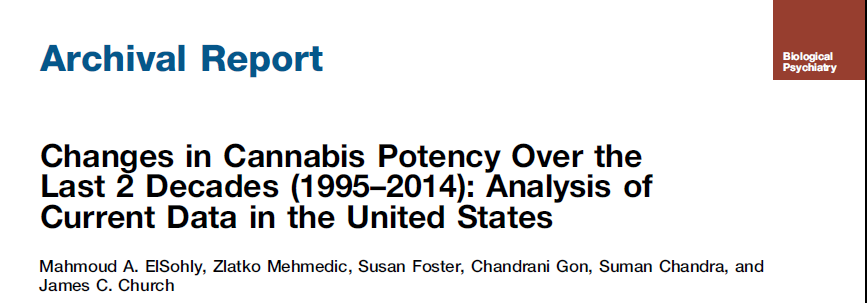 Archival Report
Biological
Psychiatry
Changes in Cannabis Potency Over the
Last 2 Decades (1995–2014): Analysis of
Current Data in the United States
Mahmoud A. ElSohly, Zlatko Mehmedic, Susan Foster, Chandrani Gon, Suman Chandra, and
James C. Church